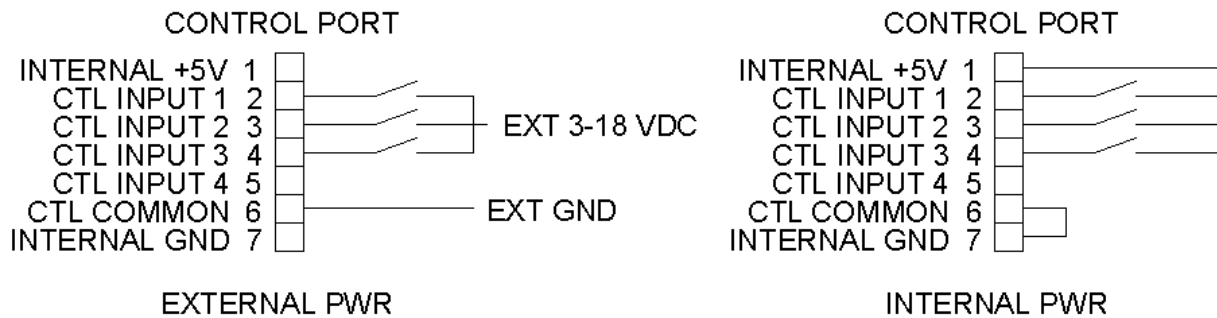 CONTROL PORT
INTERNAL +5V 1
CTL INPUT 1 2
CTL INPUT 2 3
CTL INPUT 3 4
CTL INPUT 4 5
CTL COMMON 6
INTERNAL GND 7
EXT 3-18 VDC
EXT GND
EXTERNAL PWR
CONTROL PORT
INTERNAL +5V 1
CTL INPUT 1 2
CTL INPUT 2 3
CTL INPUT 3 4
CTL INPUT 4 5
CTL COMMON 6
INTERNAL GND 7
INTERNAL PWR